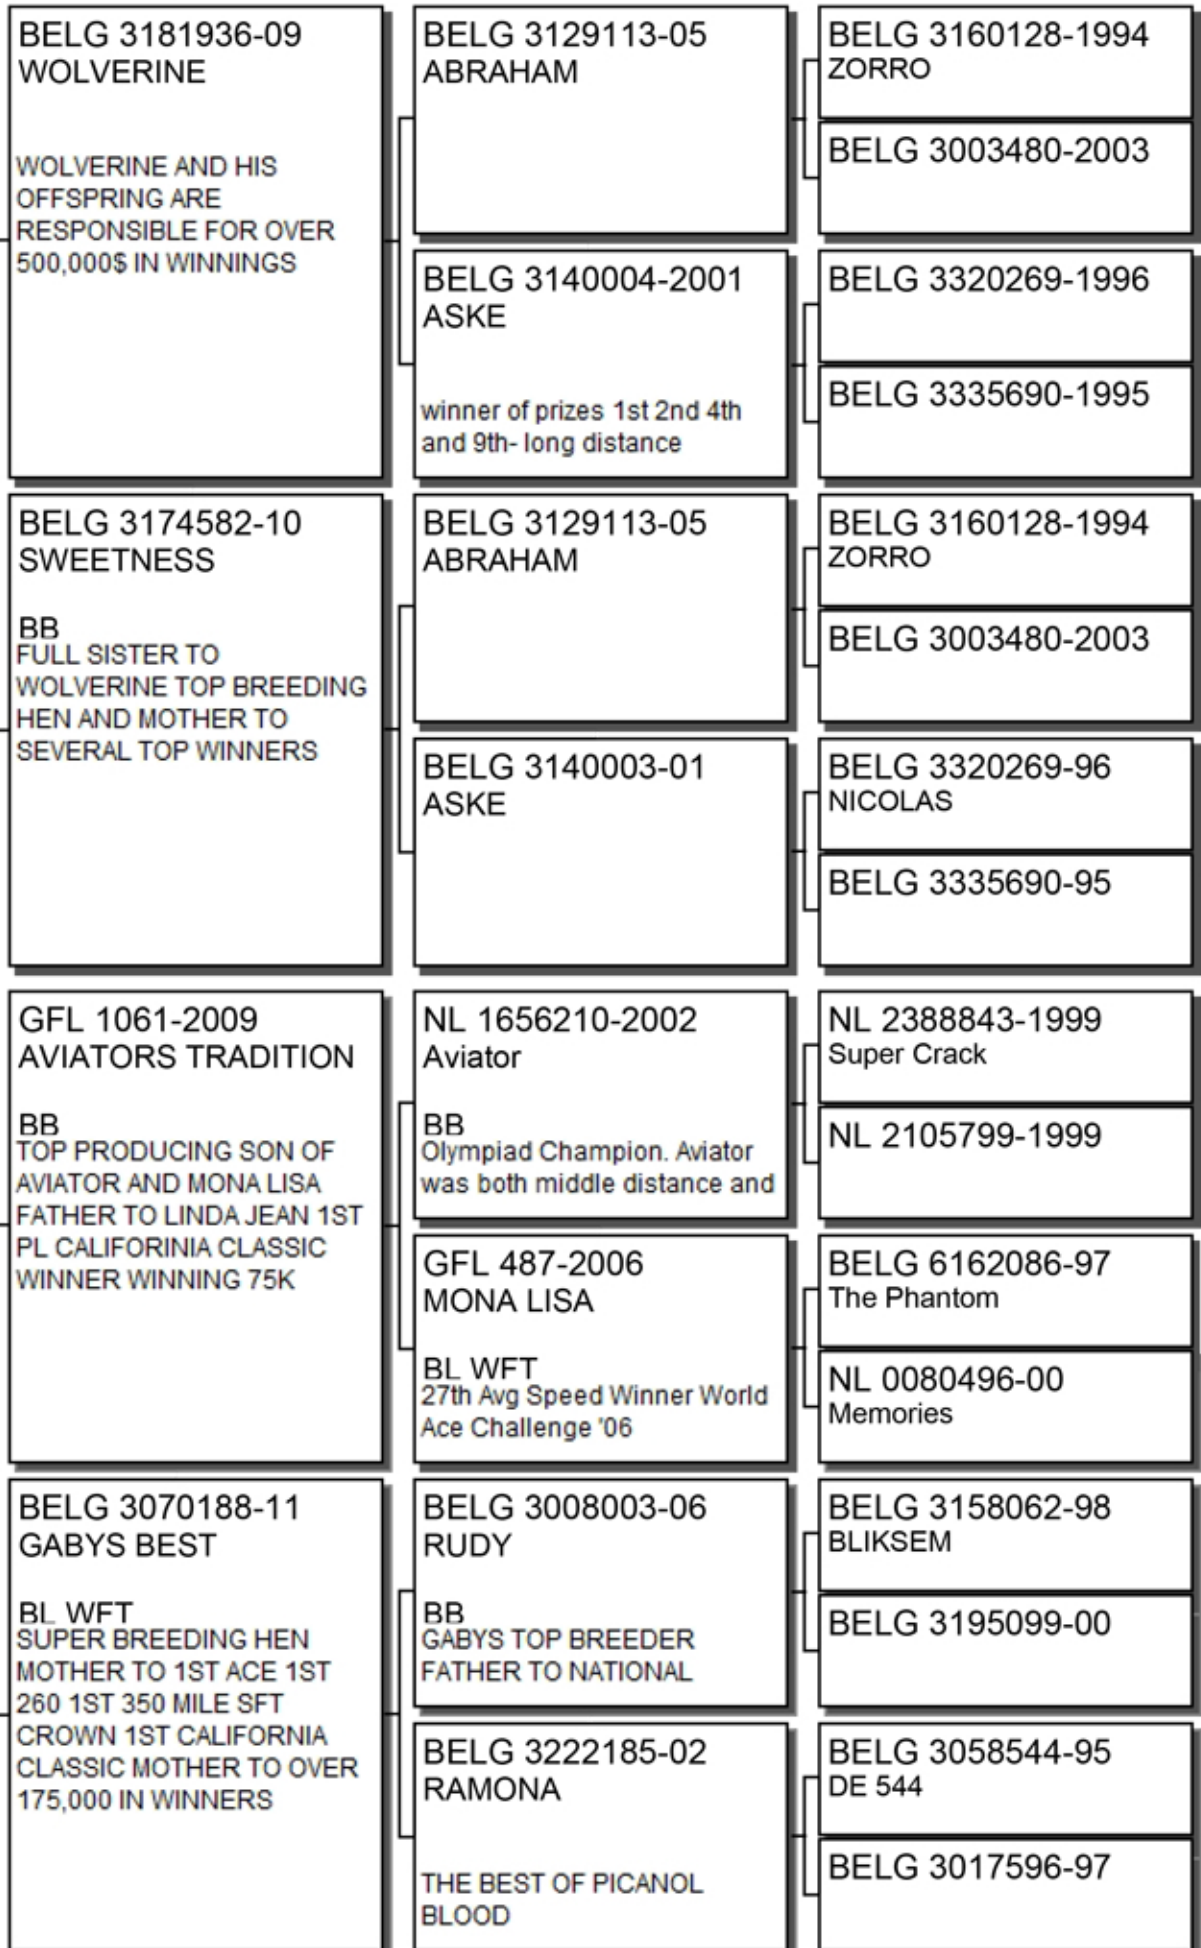 BELG 3181936-09
WOLVERINE
WOLVERINE AND HIS
OFFSPRING ARE
RESPONSIBLE FOR OVER
500,000$ IN WINNINGS
BELG 3174582-10
SWEETNESS
BB
FULL SISTER TO
WOLVERINE TOP BREEDING
HEN AND MOTHER TO
SEVERAL TOP WINNERS
GFL 1061-2009
AVIATORS TRADITION
BB
TOP PRODUCING SON OF
AVIATOR AND MONA LISA
FATHER TO LINDA JEAN 1ST
PL CALIFORINIA CLASSIC
WINNER WINNING 75K
BELG 3070188-11
GABYS BEST
BL WFT
SUPER BREEDING HEN
MOTHER TO 1ST ACE 1ST
260 1ST 350 MILE SFT
CROWN 1ST CALIFORNIA
CLASSIC MOTHER TO OVER
175,000 IN WINNERS
BELG 3129113-05
ABRAHAM
BELG 3140004-2001
ASKE
winner of prizes 1st 2nd 4th
and 9th- long distance
BELG 3129113-05
ABRAHAM
BELG 3140003-01
ASKE
NL 1656210-2002
Aviator
BB
Olympiad Champion. Aviator
was both middle distance and
GFL 487-2006
MONA LISA
BL WFT
27th Avg Speed Winner World
Ace Challenge '06
BELG 3008003-06
RUDY
BB
GABYS TOP BREEDER
FATHER TO NATIONAL
BELG 3222185-02
RAMONA
THE BEST OF PICANOL
BLOOD
BELG 3160128-1994
ZORRO
BELG 3003480-2003
BELG 3320269-1996
BELG 3335690-1995
BELG 3160128-1994
ZORRO
BELG 3003480-2003
BELG 3320269-96
NICOLAS
BELG 3335690-95
NL 2388843-1999
Super Crack
NL 2105799-1999
BELG 6162086-97
The Phantom
NL 0080496-00
Memories
BELG 3158062-98
BLIKSEM
BELG 3195099-00
BELG 3058544-95
DE 544
BELG 3017596-97